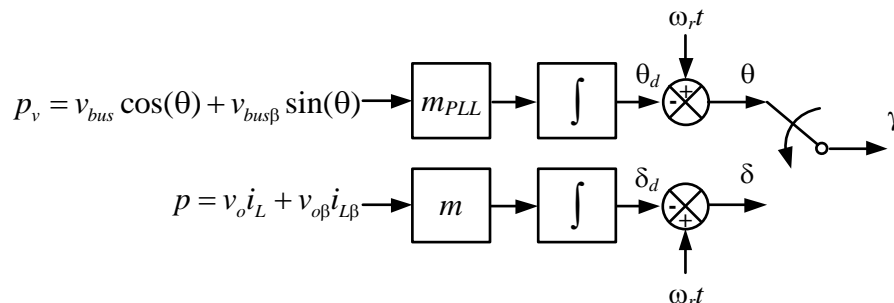 ω_r t
p_v = v_bus cos(θ) + v_busβ sin(θ)
m_PLL
∫
θ_d
-
+
θ
γ
p = v_o i_L + v_oβ i_Lβ
m
∫
δ_d
-
+
δ
ω_r t